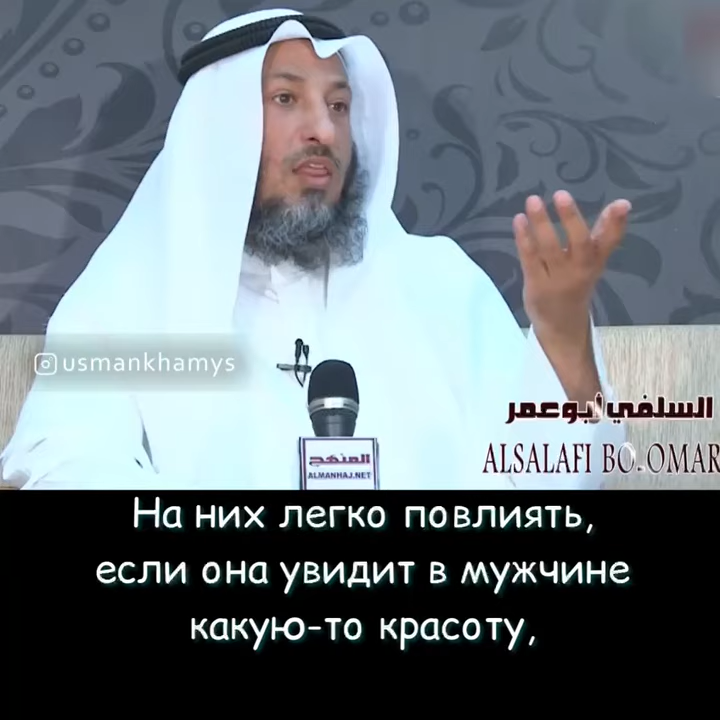 usmankhamys
السلفي أبو عمر
ALSALAFI BO.OMAR
المنهج
ALMANHAJ.NET
На них легко повлиять,
если она увидит в мужчине
какую-то красоту,